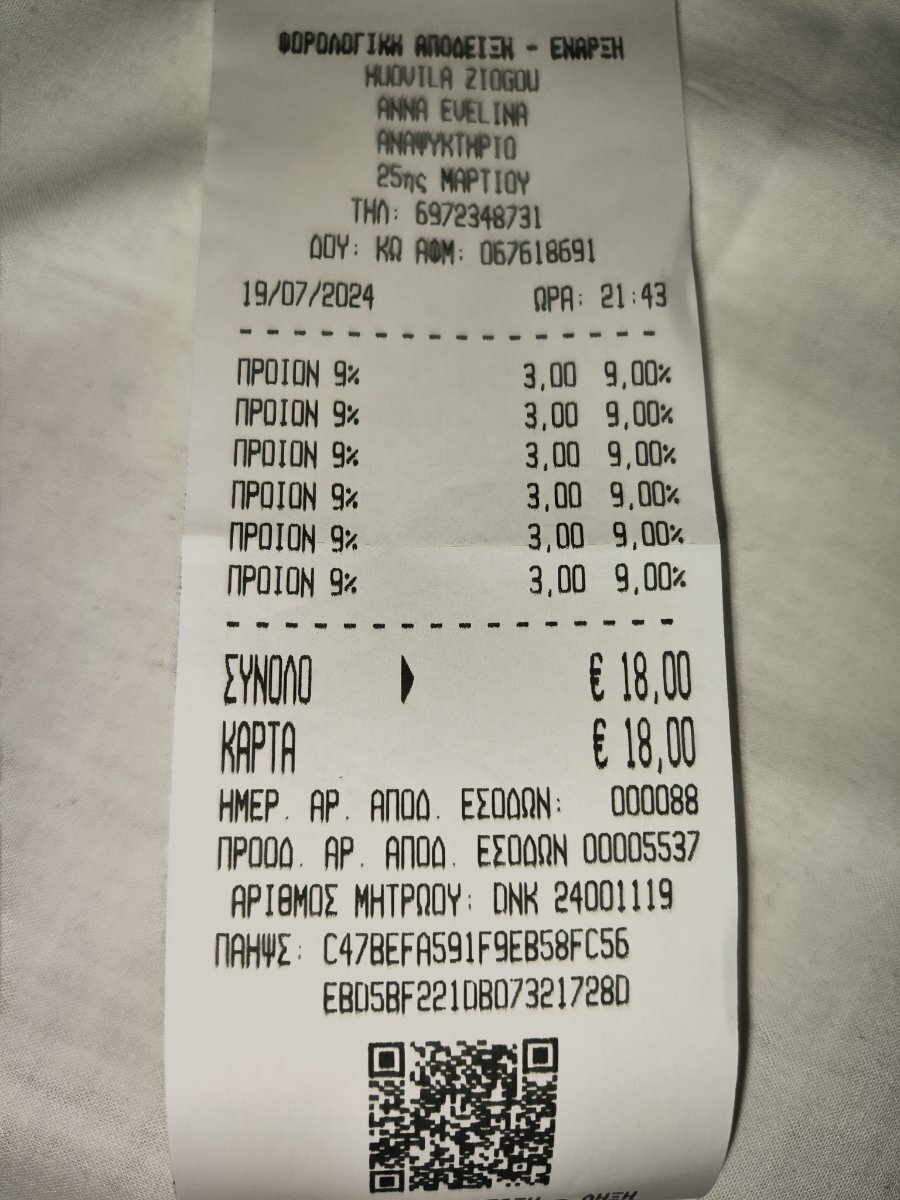 ΦΟΡΟΛΟΓΙΚΗ ΑΠΟΔΕΙΞΗ - ΕΝΑΡΞΗ
HUOVILA ZIOGOU
ANNA EVELINA
ΑΝΑΨΥΚΤΗΡΙΟ
25ης ΜΑΡΤΙΟΥ
ΤΗΛ: 6972348731
ΔΟΥ: ΚΩ ΑΦΜ: 067618691
19/07/2024 ΩΡΑ: 21:43
ΠΡΟΙΟΝ 9% 3,00 9,00%
ΠΡΟΙΟΝ 9% 3,00 9,00%
ΠΡΟΙΟΝ 9% 3,00 9,00%
ΠΡΟΙΟΝ 9% 3,00 9,00%
ΠΡΟΙΟΝ 9% 3,00 9,00%
ΠΡΟΙΟΝ 9% 3,00 9,00%
ΣΥΝΟΛΟ € 18,00
ΚΑΡΤΑ € 18,00
ΗΜΕΡ. ΑΡ. ΑΠΟΔ. ΕΣΟΔΩΝ: 000088
ΠΡΟΟΔ. ΑΡ. ΑΠΟΔ. ΕΣΟΔΩΝ 00005537
ΑΡΙΘΜΟΣ ΜΗΤΡΩΟΥ: DNK 24001119
ΠΑΗΨΣ: C47BEFA591F9EB58FC56
EBD5BF221DB07321728D